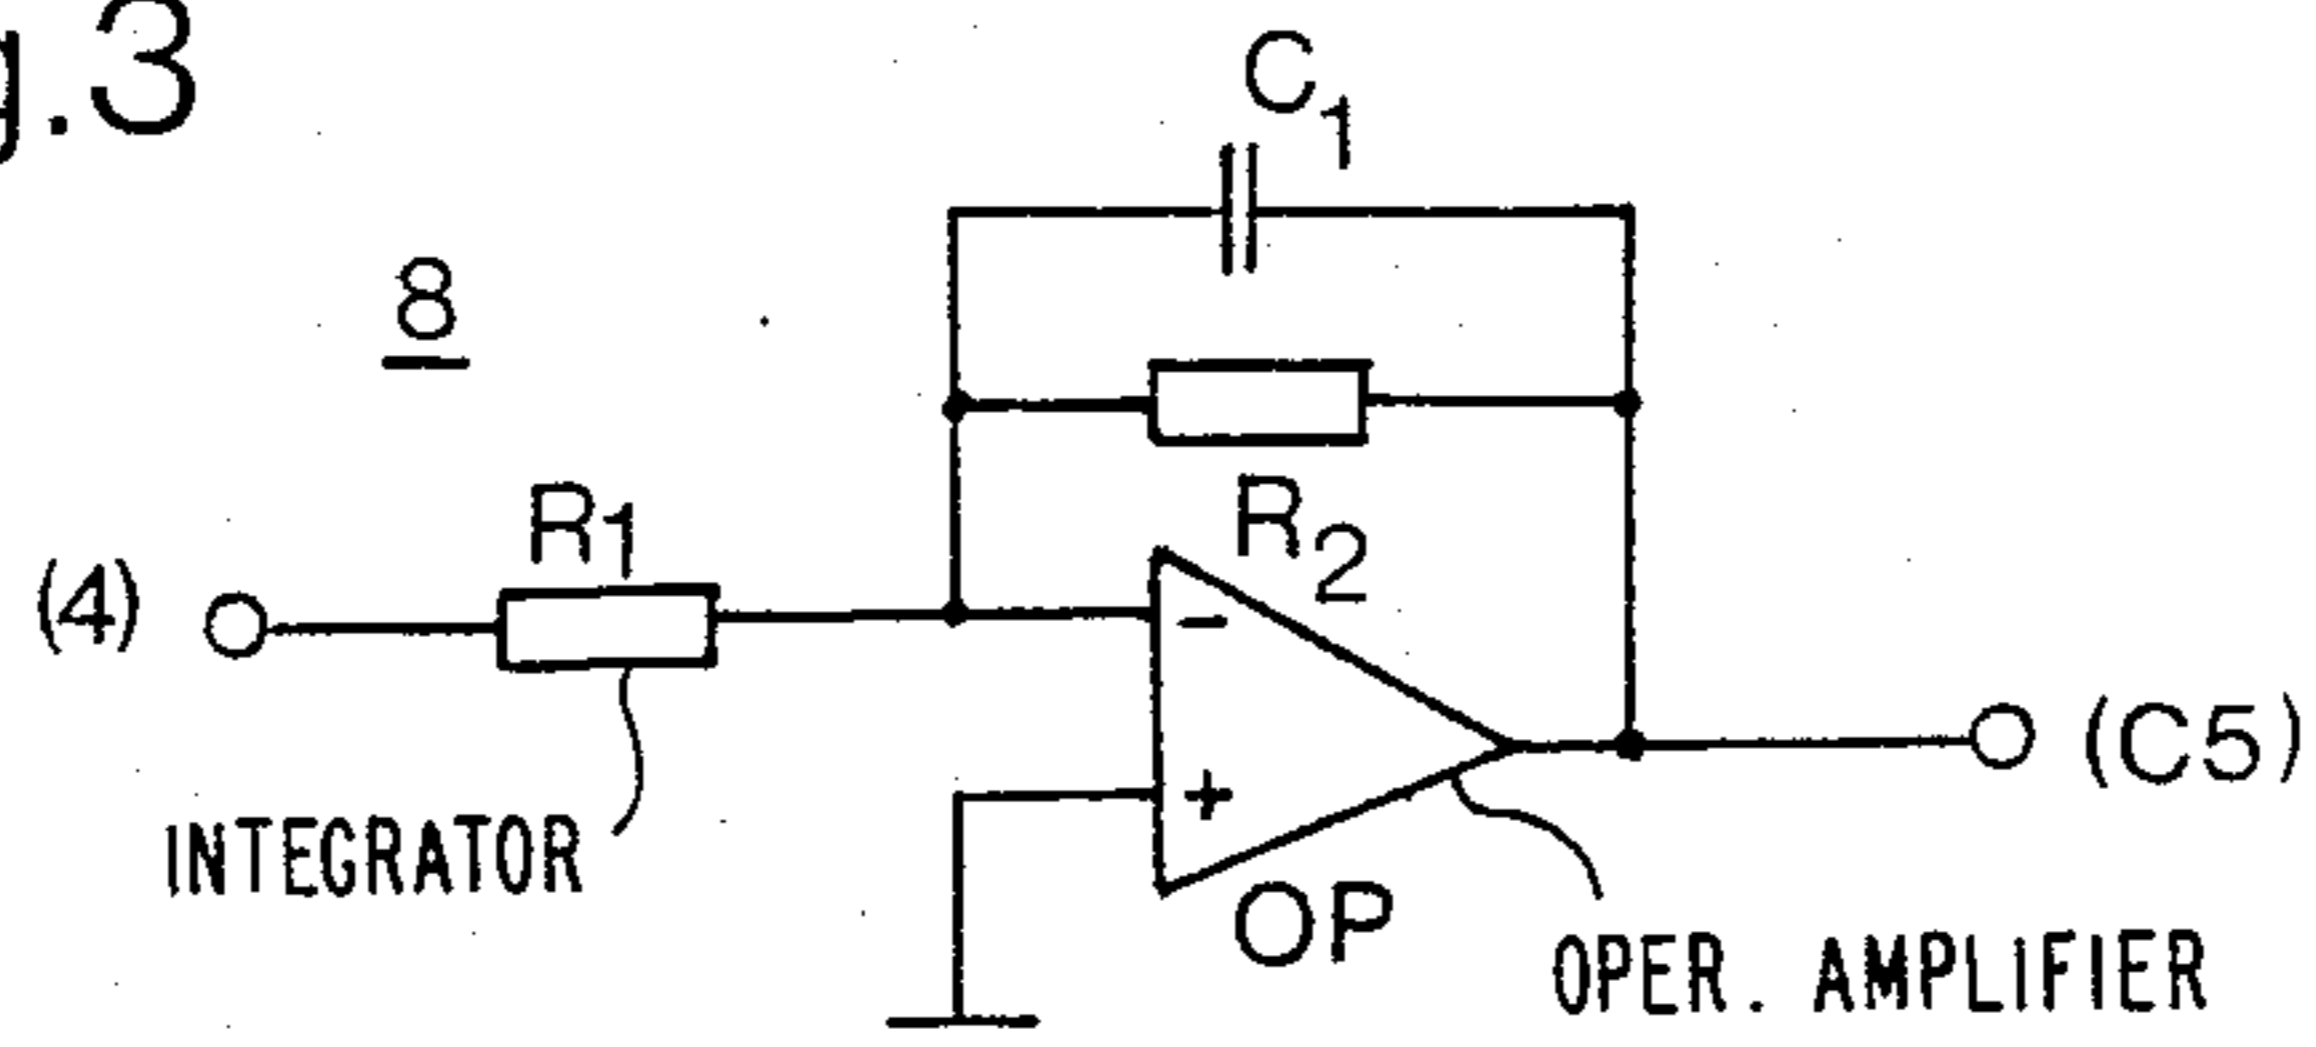 g.3
C1
8
R1
R2
(4)
-
+
(C5)
INTEGRATOR
OP
OPER. AMPLIFIER